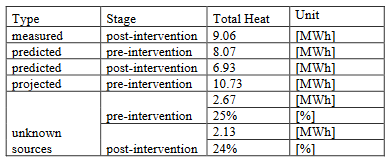 Type Stage Total Heat Unit
measured post-intervention 9.06 [MWh]
predicted pre-intervention 8.07 [MWh]
predicted post-intervention 6.93 [MWh]
projected pre-intervention 10.73 [MWh]
unknown sources pre-intervention 2.67 [MWh]
25% [%]
post-intervention 2.13 [MWh]
24% [%]